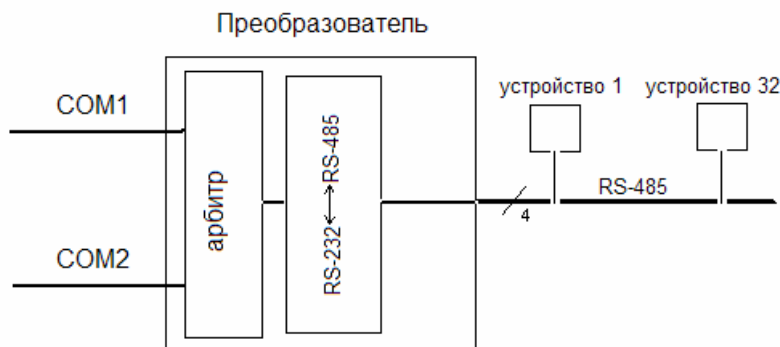 Преобразователь
COM1
COM2
арбитр
RS-232
RS-485
устройство 1
устройство 32
RS-485
4